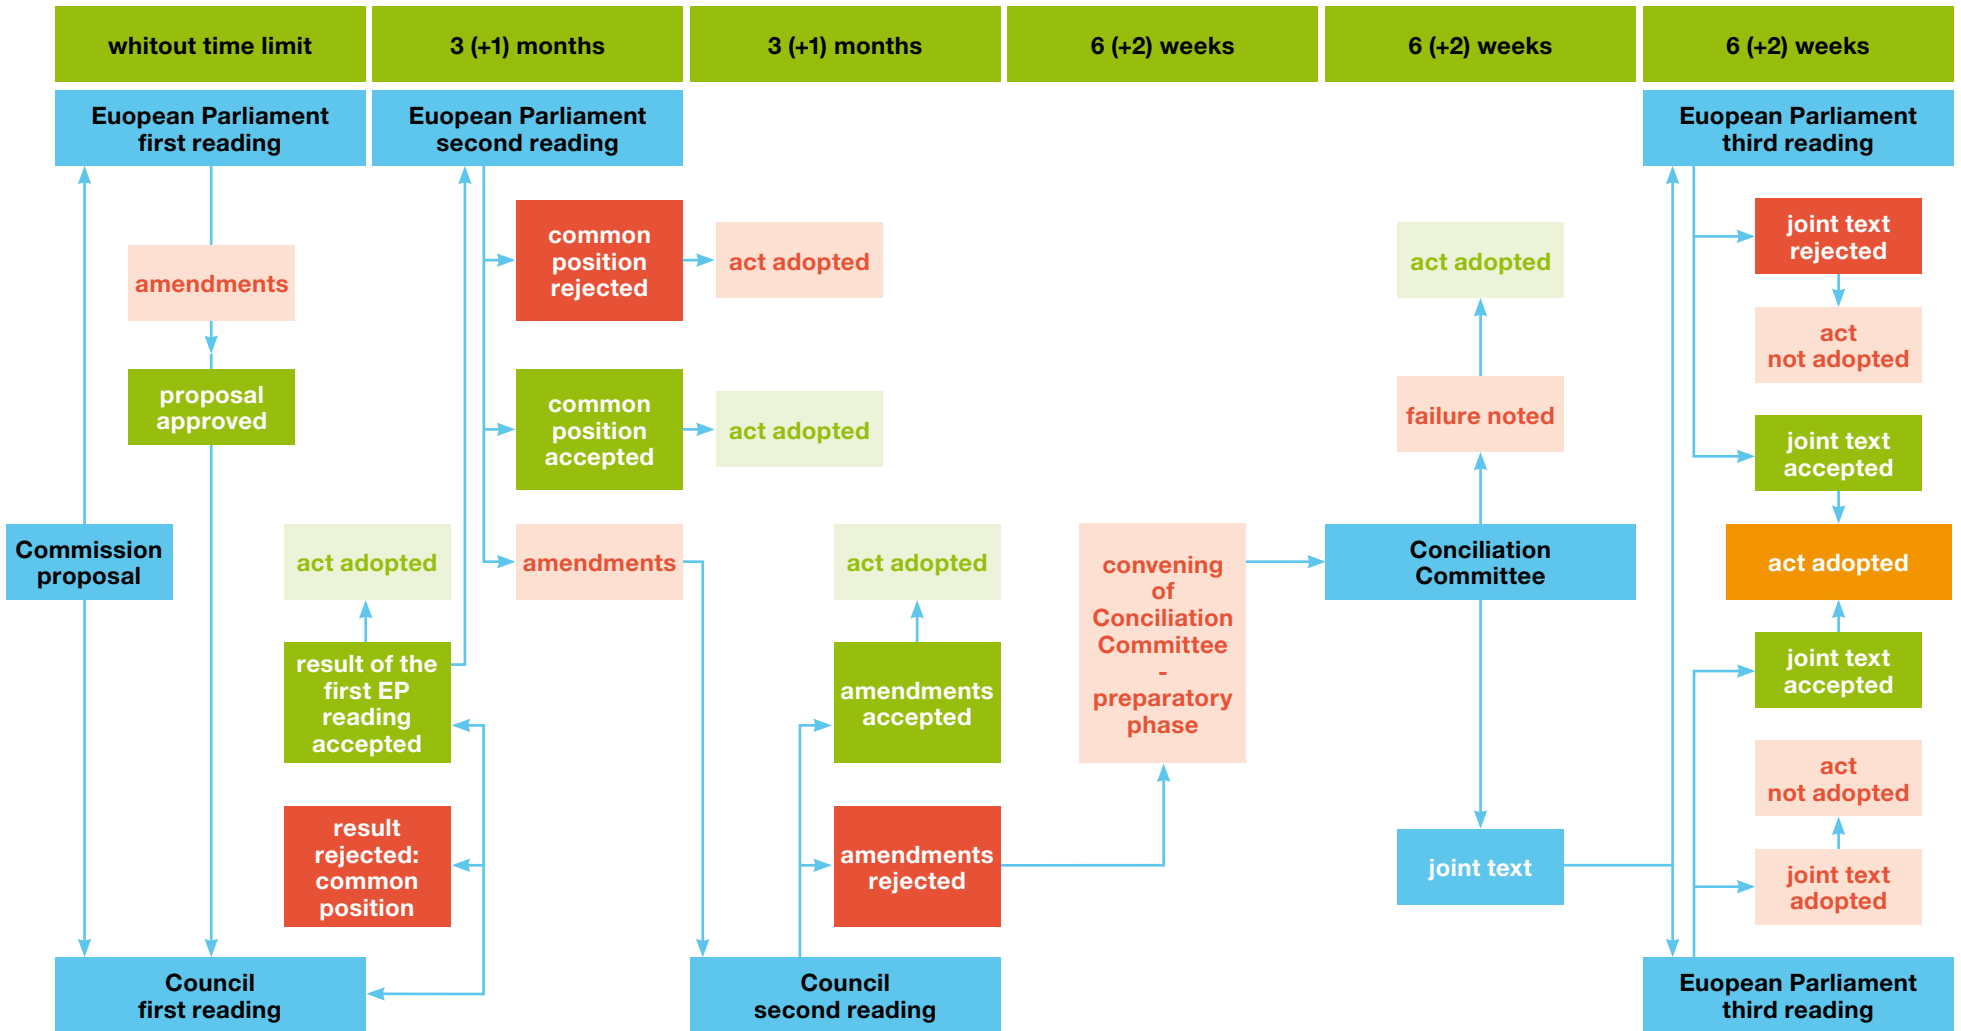 whitout time limit
3 (+1) months
3 (+1) months
6 (+2) weeks
6 (+2) weeks
6 (+2) weeks
Euopean Parliament
first reading
Euopean Parliament
second reading
Euopean Parliament
third reading
amendments
proposal
approved
Commission
proposal
act adopted
result of the
first EP
reading
accepted
result
rejected:
common
position
Council
first reading
common
position
rejected
act adopted
common
position
accepted
act adopted
amendments
act adopted
amendments
accepted
amendments
rejected
Council
second reading
convening
of
Conciliation
Committee
-
preparatory
phase
act adopted
failure noted
Conciliation
Committee
joint text
joint text
rejected
act
not adopted
joint text
accepted
act adopted
joint text
accepted
act
not adopted
joint text
adopted
Euopean Parliament
third reading